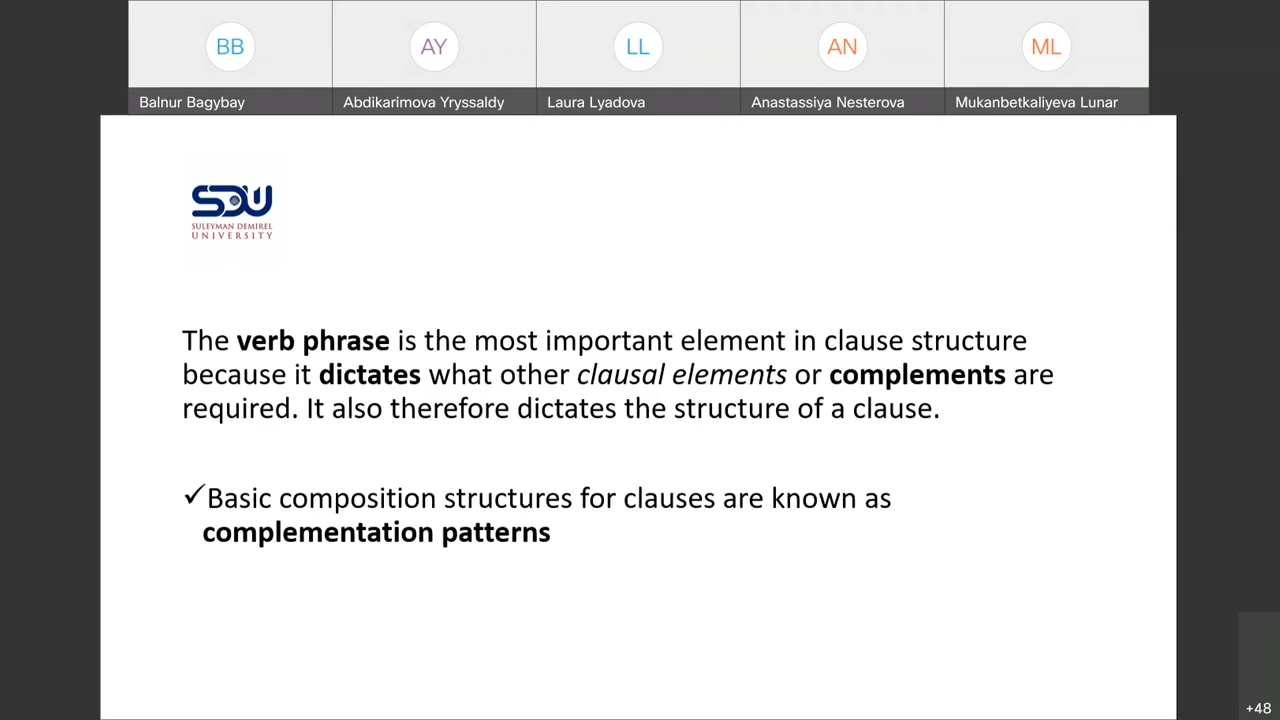 BB
AY
LL
AN
ML
Balnur Bagybay
Abdikarimova Yryssaldy
Laura Lyadova
Anastassiya Nesterova
Mukanbetkaliyeva Lunar
SDU
SULEYMAN DEMIREL
UNIVERSITY
The verb phrase is the most important element in clause structure
because it dictates what other clausal elements or complements are
required. It also therefore dictates the structure of a clause.
✓Basic composition structures for clauses are known as
complementation patterns
+48